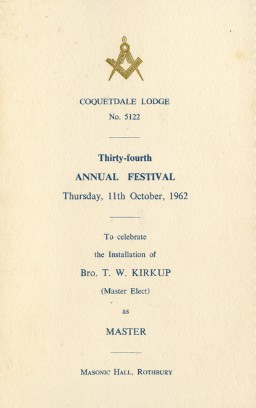 COQUETDALE LODGE
No. 5122
Thirty-fourth
ANNUAL FESTIVAL
Thursday, 11th October, 1962
To celebrate
the Installation of
Bro. T. W. KIRKUP
(Master Elect)
as
MASTER
MASONIC HALL, ROTHBURY